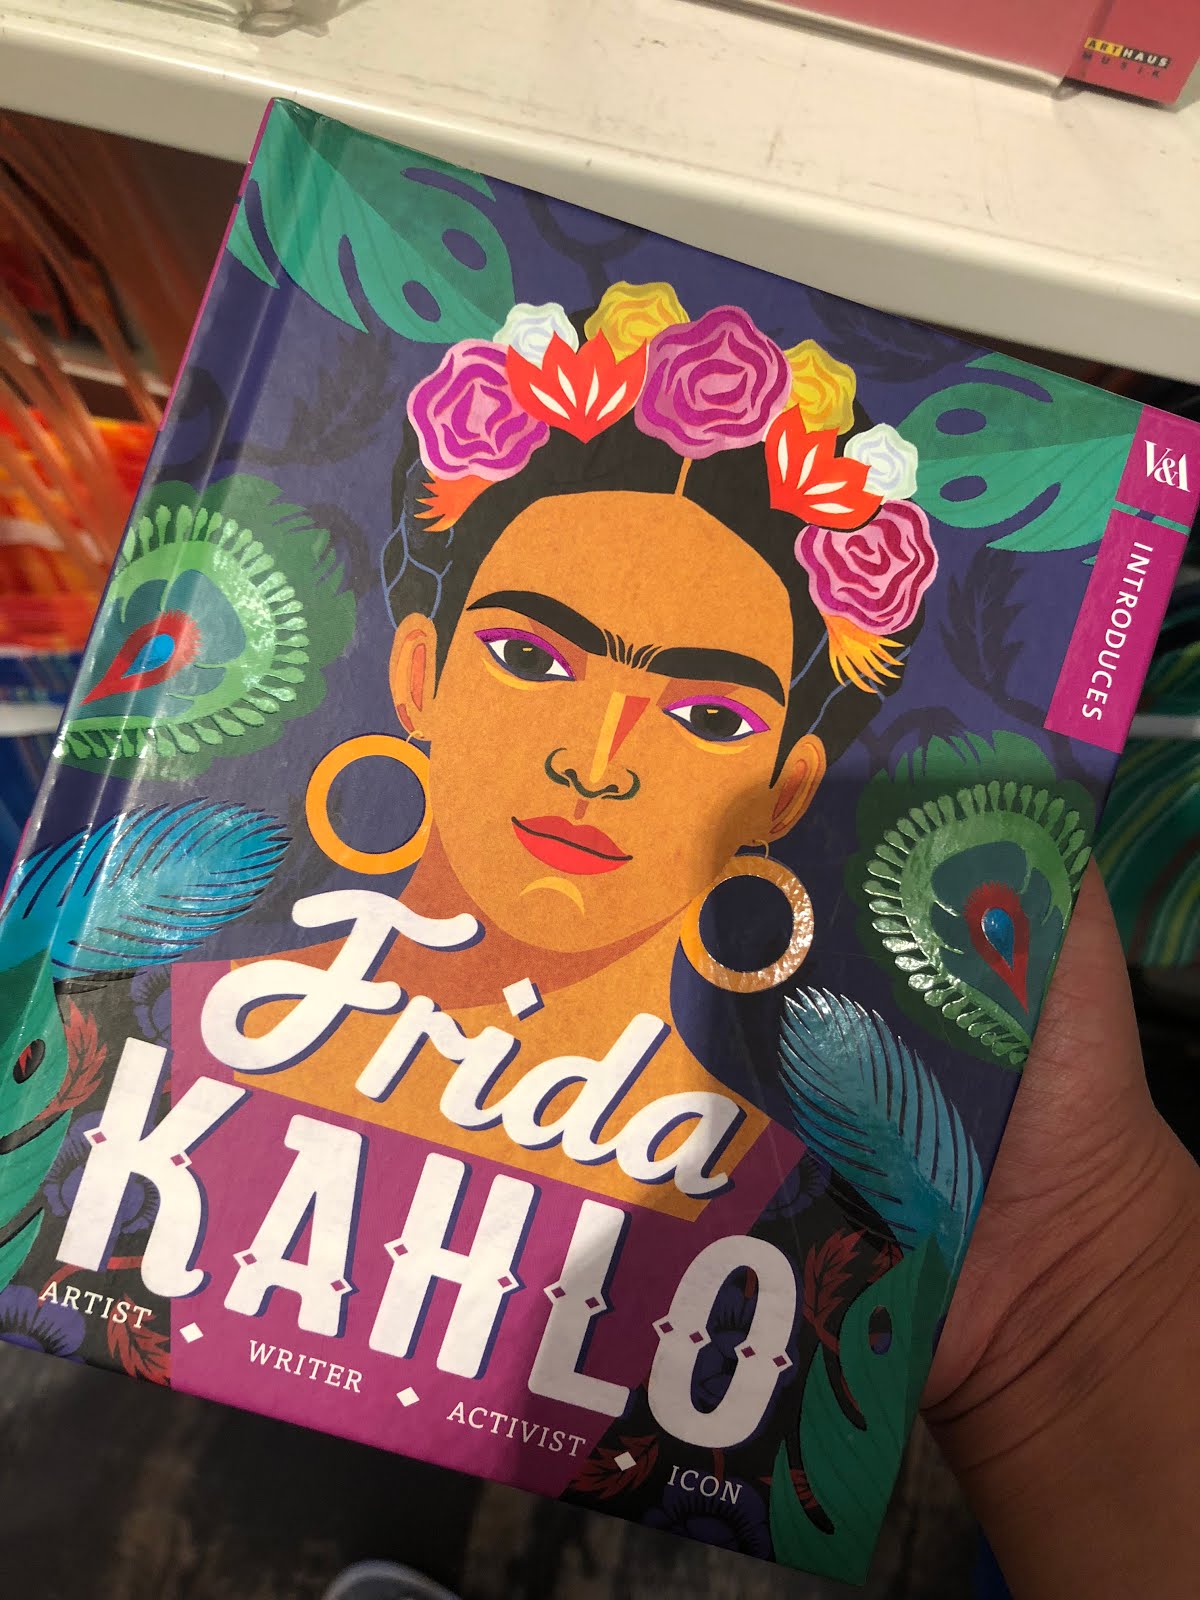 ARTHAUS
MUSIK
V&A
INTRODUCES
Frida
KAHLO
ARTIST ◆ WRITER ◆ ACTIVIST ◆ ICON